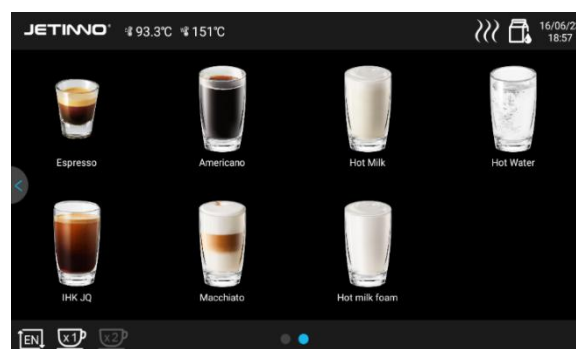 JETINNO 93.3℃ 151℃
16/06/2
18:57
Espresso Americano Hot Milk Hot Water
IHK JQ Macchiato Hot milk foam
EN x1 x2